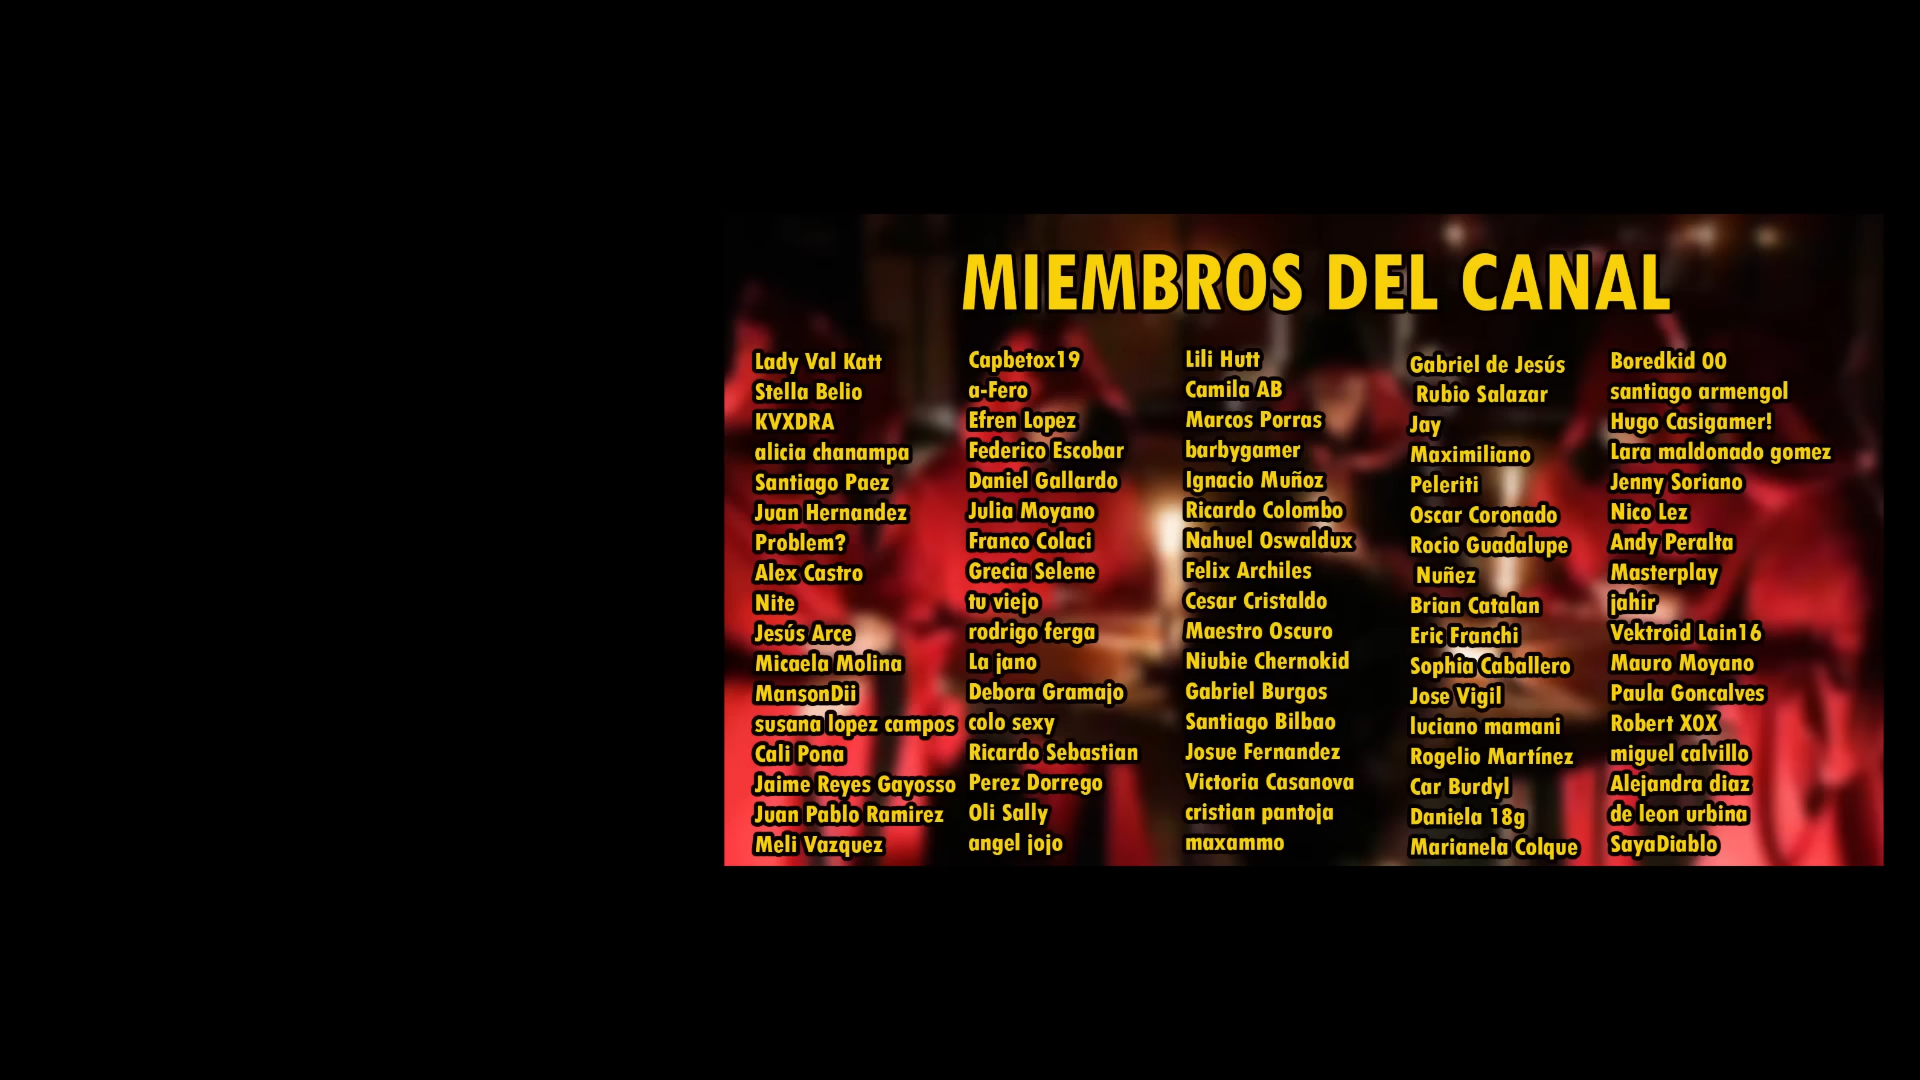 MIEMBROS DEL CANAL
Lady Val Katt
Stella Belio
KVXDRA
alicia chanampa
Santiago Paez
Juan Hernandez
Problem?
Alex Castro
Nite
Jesús Arce
Micaela Molina
MansonDii
susana lopez campos
Cali Pona
Jaime Reyes Gayosso
Juan Pablo Ramirez
Meli Vazquez
Capbetox19
a-Fero
Efren Lopez
Federico Escobar
Daniel Gallardo
Julia Moyano
Franco Colaci
Grecia Selene
tu viejo
rodrigo ferga
La jano
Debora Gramajo
colo sexy
Ricardo Sebastian
Perez Dorrego
Oli Sally
angel jojo
Lili Hutt
Camila AB
Marcos Porras
barbygamer
Ignacio Muñoz
Ricardo Colombo
Nahuel Oswaldux
Felix Archiles
Cesar Cristaldo
Maestro Oscuro
Niubie Chernokid
Gabriel Burgos
Santiago Bilbao
Josue Fernandez
Victoria Casanova
cristian pantoja
maxammo
Gabriel de Jesús
Rubio Salazar
Jay
Maximiliano
Peleriti
Oscar Coronado
Rocio Guadalupe
Nuñez
Brian Catalan
Eric Franchi
Sophia Caballero
Jose Vigil
luciano mamani
Rogelio Martínez
Car Burdyl
Daniela 18g
Marianela Colque
Boredkid 00
santiago armengol
Hugo Casigamer!
Lara maldonado gomez
Jenny Soriano
Nico Lez
Andy Peralta
Masterplay
jahir
Vektroid Lain16
Mauro Moyano
Paula Goncalves
Robert XOX
miguel calvillo
Alejandra diaz
de leon urbina
SayaDiablo